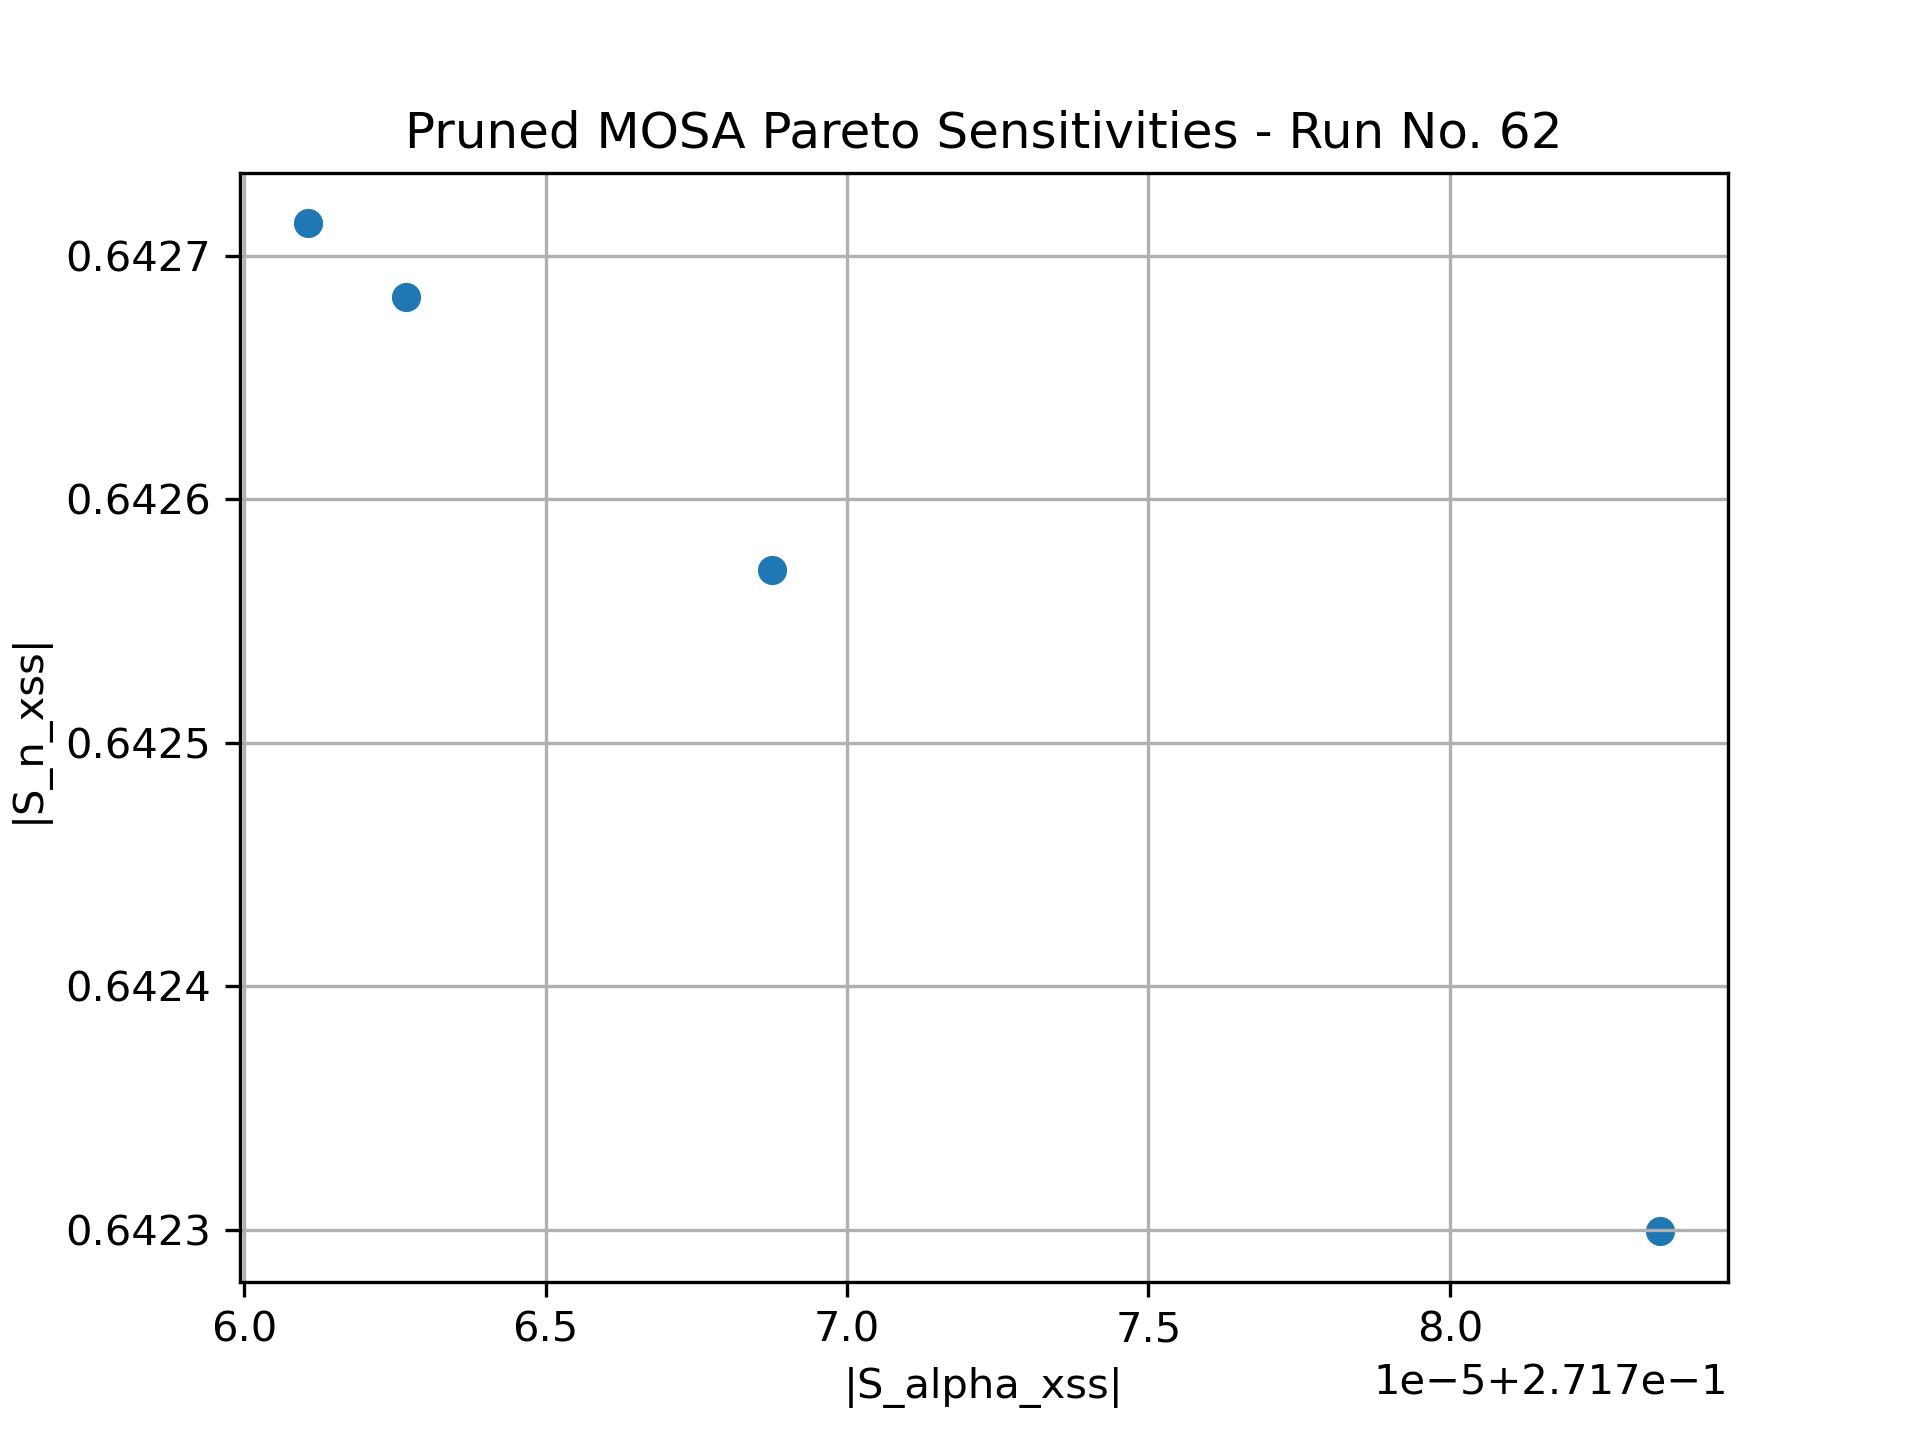 Pruned MOSA Pareto Sensitivities - Run No. 62
|S_n_xss|
0.6427
0.6426
0.6425
0.6424
0.6423
6.0 6.5 7.0 7.5 8.0
|S_alpha_xss|
1e−5+2.717e−1